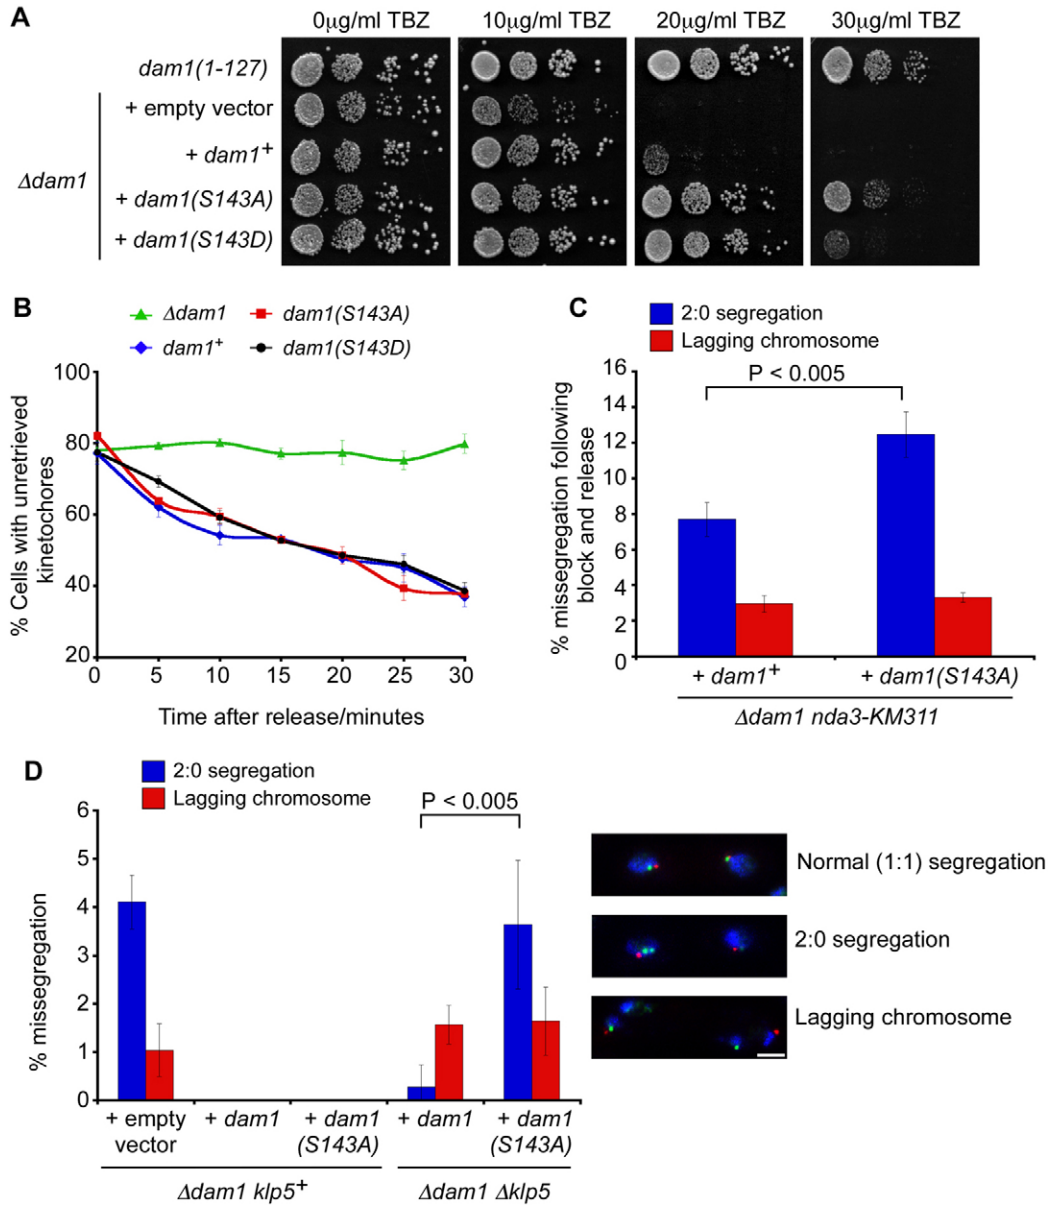 A
0µg/ml TBZ 10µg/ml TBZ 20µg/ml TBZ 30µg/ml TBZ
dam1(1-127)
+ empty vector
+ dam1+
Δdam1
+ dam1(S143A)
+ dam1(S143D)
B
Δdam1 dam1(S143A)
dam1+ dam1(S143D)
% Cells with unretrieved
kinetochores
100
80
60
40
20
0 5 10 15 20 25 30
Time after release/minutes
C
2:0 segregation
Lagging chromosome
% missegregation following
block and release
P < 0.005
16
14
12
10
8
6
4
2
0
+ dam1+ + dam1(S143A)
Δdam1 nda3-KM311
D
2:0 segregation
Lagging chromosome
% missegregation
P < 0.005
6
5
4
3
2
1
0
+ empty + dam1 + dam1 + dam1 + dam1
vector (S143A) (S143A)
Δdam1 klp5+ Δdam1 Δklp5
Normal (1:1) segregation
2:0 segregation
Lagging chromosome